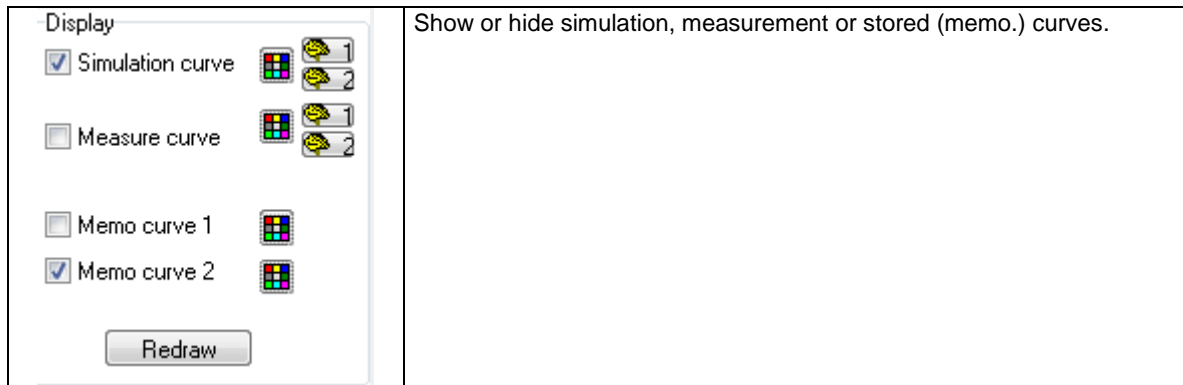 Display
Simulation curve
1
2
Measure curve
1
2
Memo curve 1
Memo curve 2
Redraw
Show or hide simulation, measurement or stored (memo.) curves.